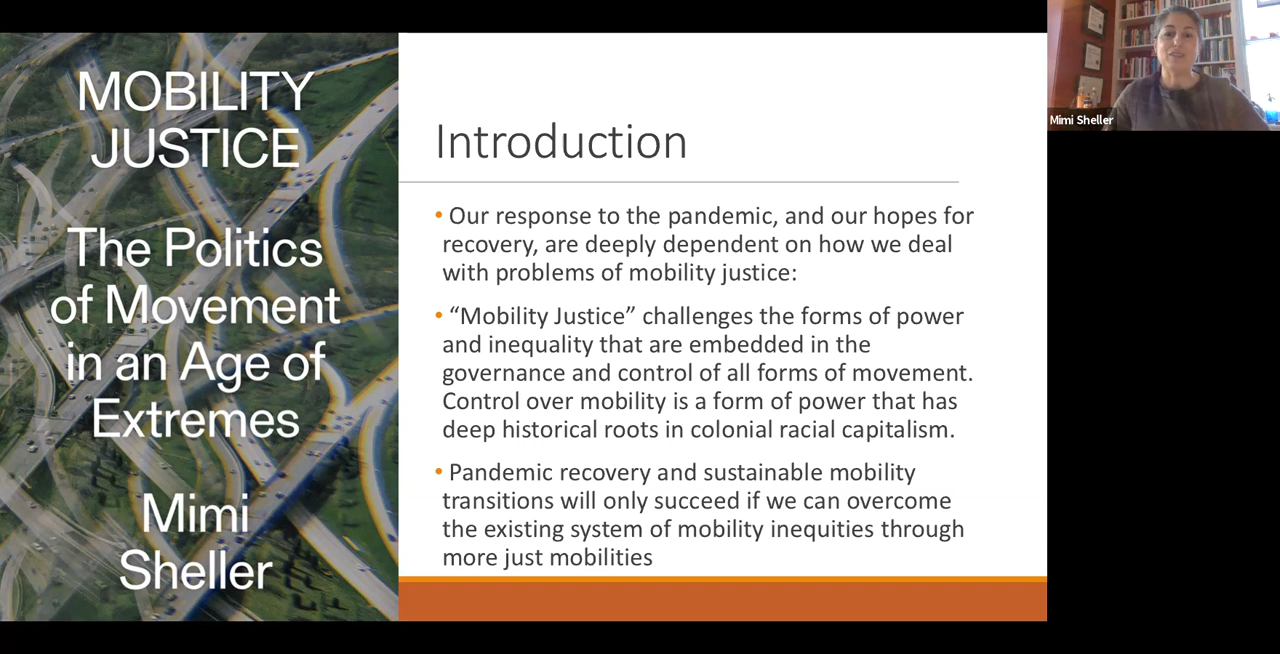 MOBILITY
JUSTICE
The Politics
of Movement
in an Age of
Extremes
Mimi
Sheller
Introduction
• Our response to the pandemic, and our hopes for
recovery, are deeply dependent on how we deal
with problems of mobility justice:
• “Mobility Justice” challenges the forms of power
and inequality that are embedded in the
governance and control of all forms of movement.
Control over mobility is a form of power that has
deep historical roots in colonial racial capitalism.
• Pandemic recovery and sustainable mobility
transitions will only succeed if we can overcome
the existing system of mobility inequities through
more just mobilities
Mimi Sheller